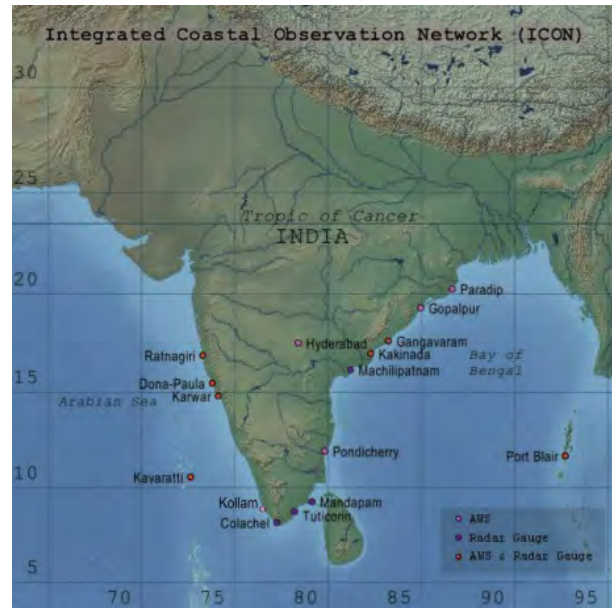 Integrated Coastal Observation Network (ICON)
30
25
Tropic of Cancer
INDIA
20
Paradip
Gopalpur
Hyderabad
Gangavaram
Ratnagiri
Kakinada
Bay of
Bengal
Machilipatnam
15
Dona-Paula
Arabian Sea
Karwar
Pondicherry
Port Blair
10
Kavaratti
Kollam
Mandapam
Colachel
Tuticorin
AWS
Radar Gauge
AWS & Radar Gauge
5
70 75 80 85 90 95